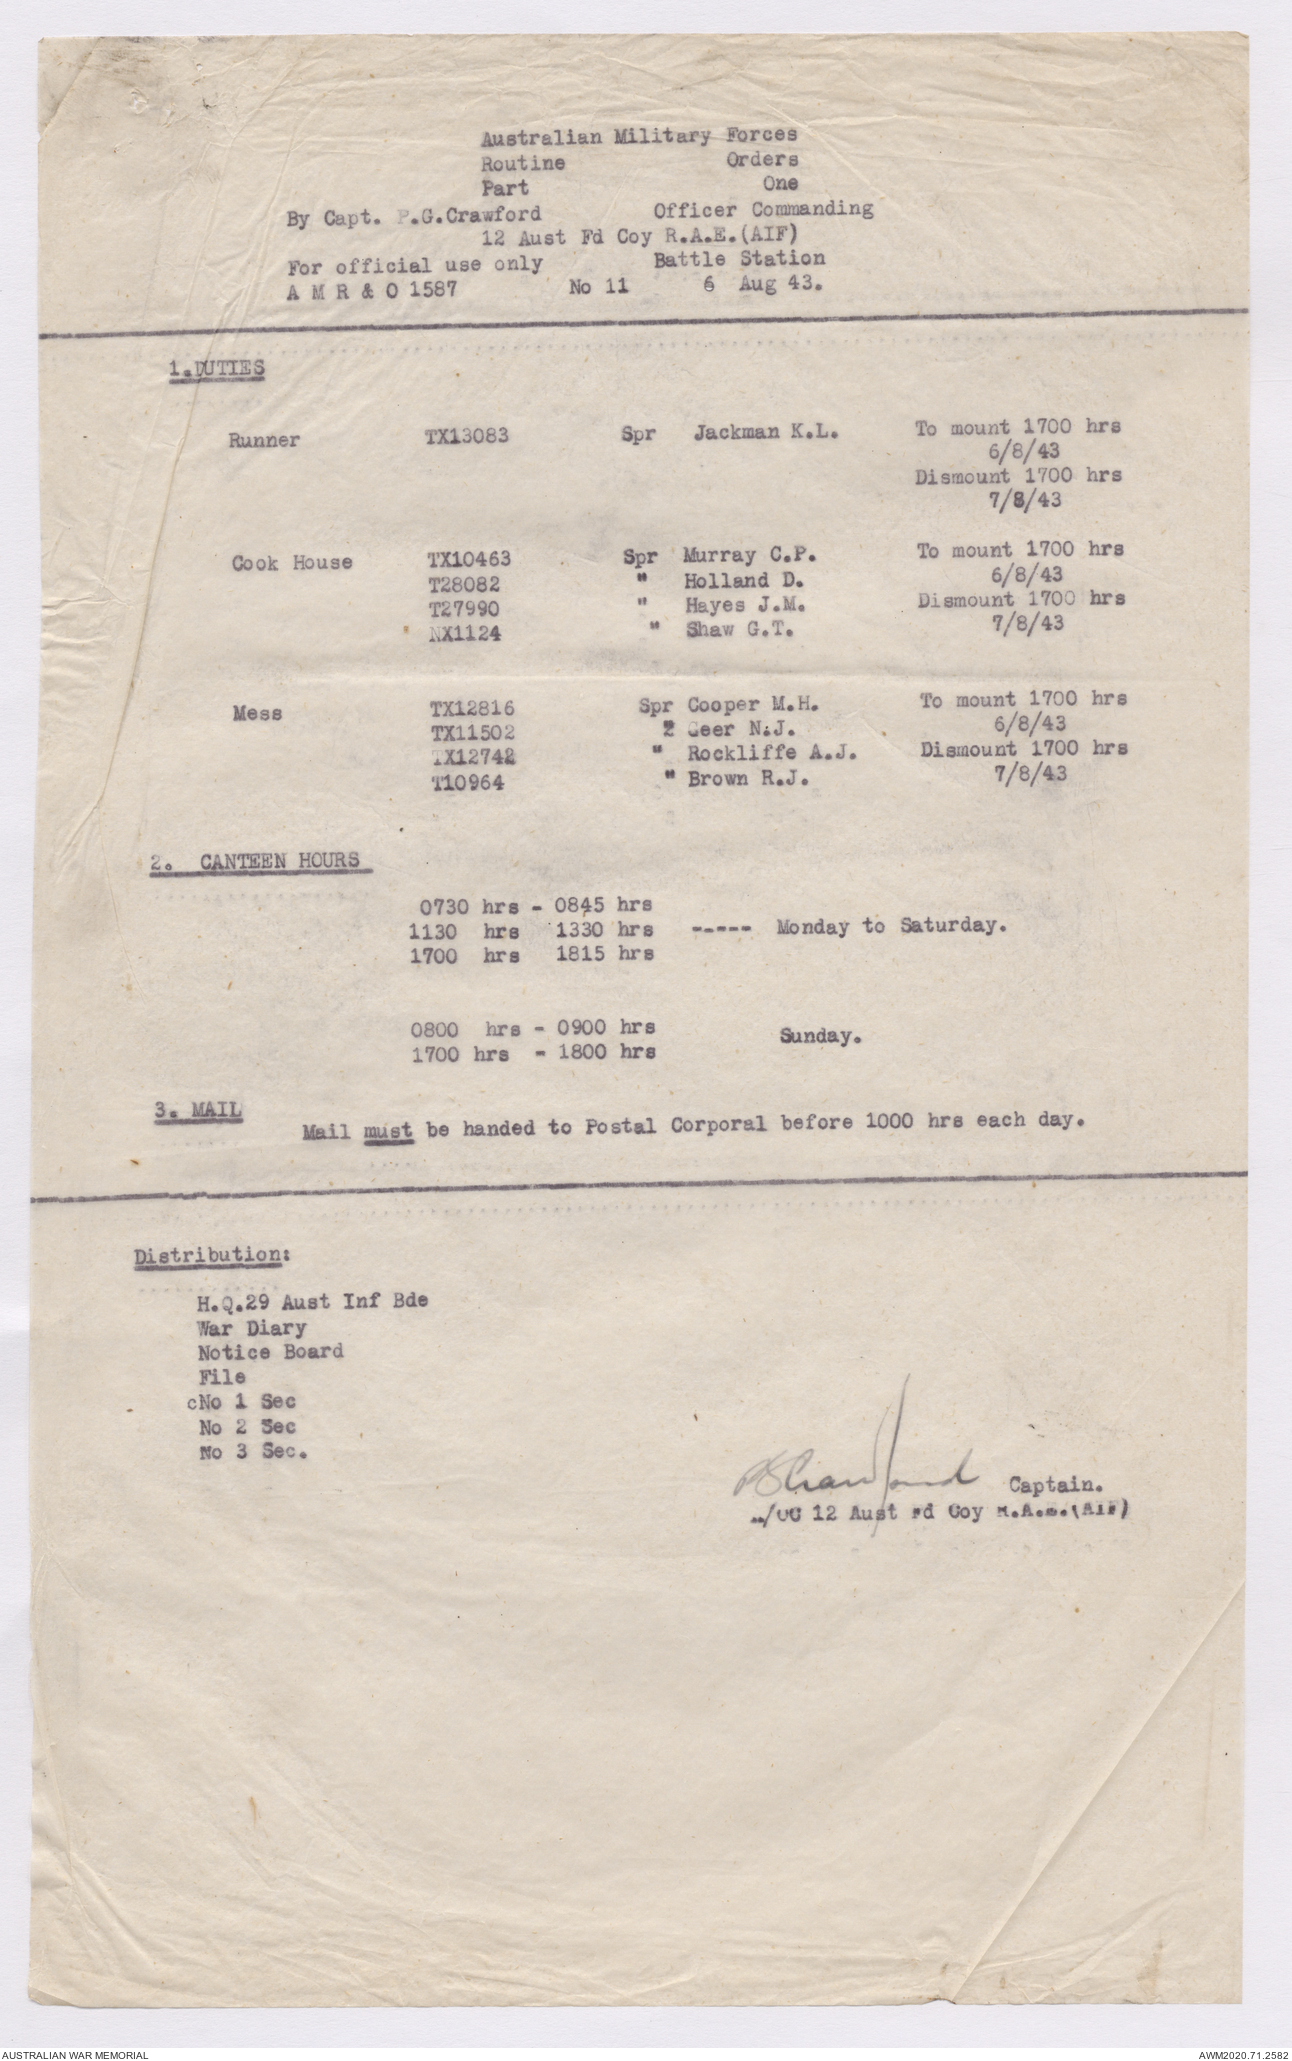 Australian Military Forces
Routine Orders
Part One
By Capt. P.G.Crawford Officer Commanding
12 Aust Fd Coy R.A.E.(AIF)
For official use only Battle Station
A M R & O 1587 No 11 6 Aug 43.
1.DUTIES
Runner TX13083 Spr Jackman K.L. To mount 1700 hrs
6/8/43
Dismount 1700 hrs
7/8/43
Cook House TX10463 Spr Murray C.P. To mount 1700 hrs
T28082 " Holland D. 6/8/43
T27990 " Hayes J.M. Dismount 1700 hrs
NX1124 " Shaw G.T. 7/8/43
Mess TX12816 Spr Cooper M.H. To mount 1700 hrs
TX11502 " Geer N.J. 6/8/43
TX12742 " Rockliffe A.J. Dismount 1700 hrs
T10964 " Brown R.J. 7/8/43
2. CANTEEN HOURS
0730 hrs - 0845 hrs
1130 hrs 1330 hrs ----- Monday to Saturday.
1700 hrs 1815 hrs
0800 hrs - 0900 hrs Sunday.
1700 hrs - 1800 hrs
3. MAIL
Mail must be handed to Postal Corporal before 1000 hrs each day.
Distribution:
H.Q.29 Aust Inf Bde
War Diary
Notice Board
File
cNo 1 Sec
No 2 Sec
No 3 Sec.
PGCrawford Captain.
/OC 12 Aust Fd Coy R.A.E.(AIF)
AUSTRALIAN WAR MEMORIAL AWM2020.71.2582